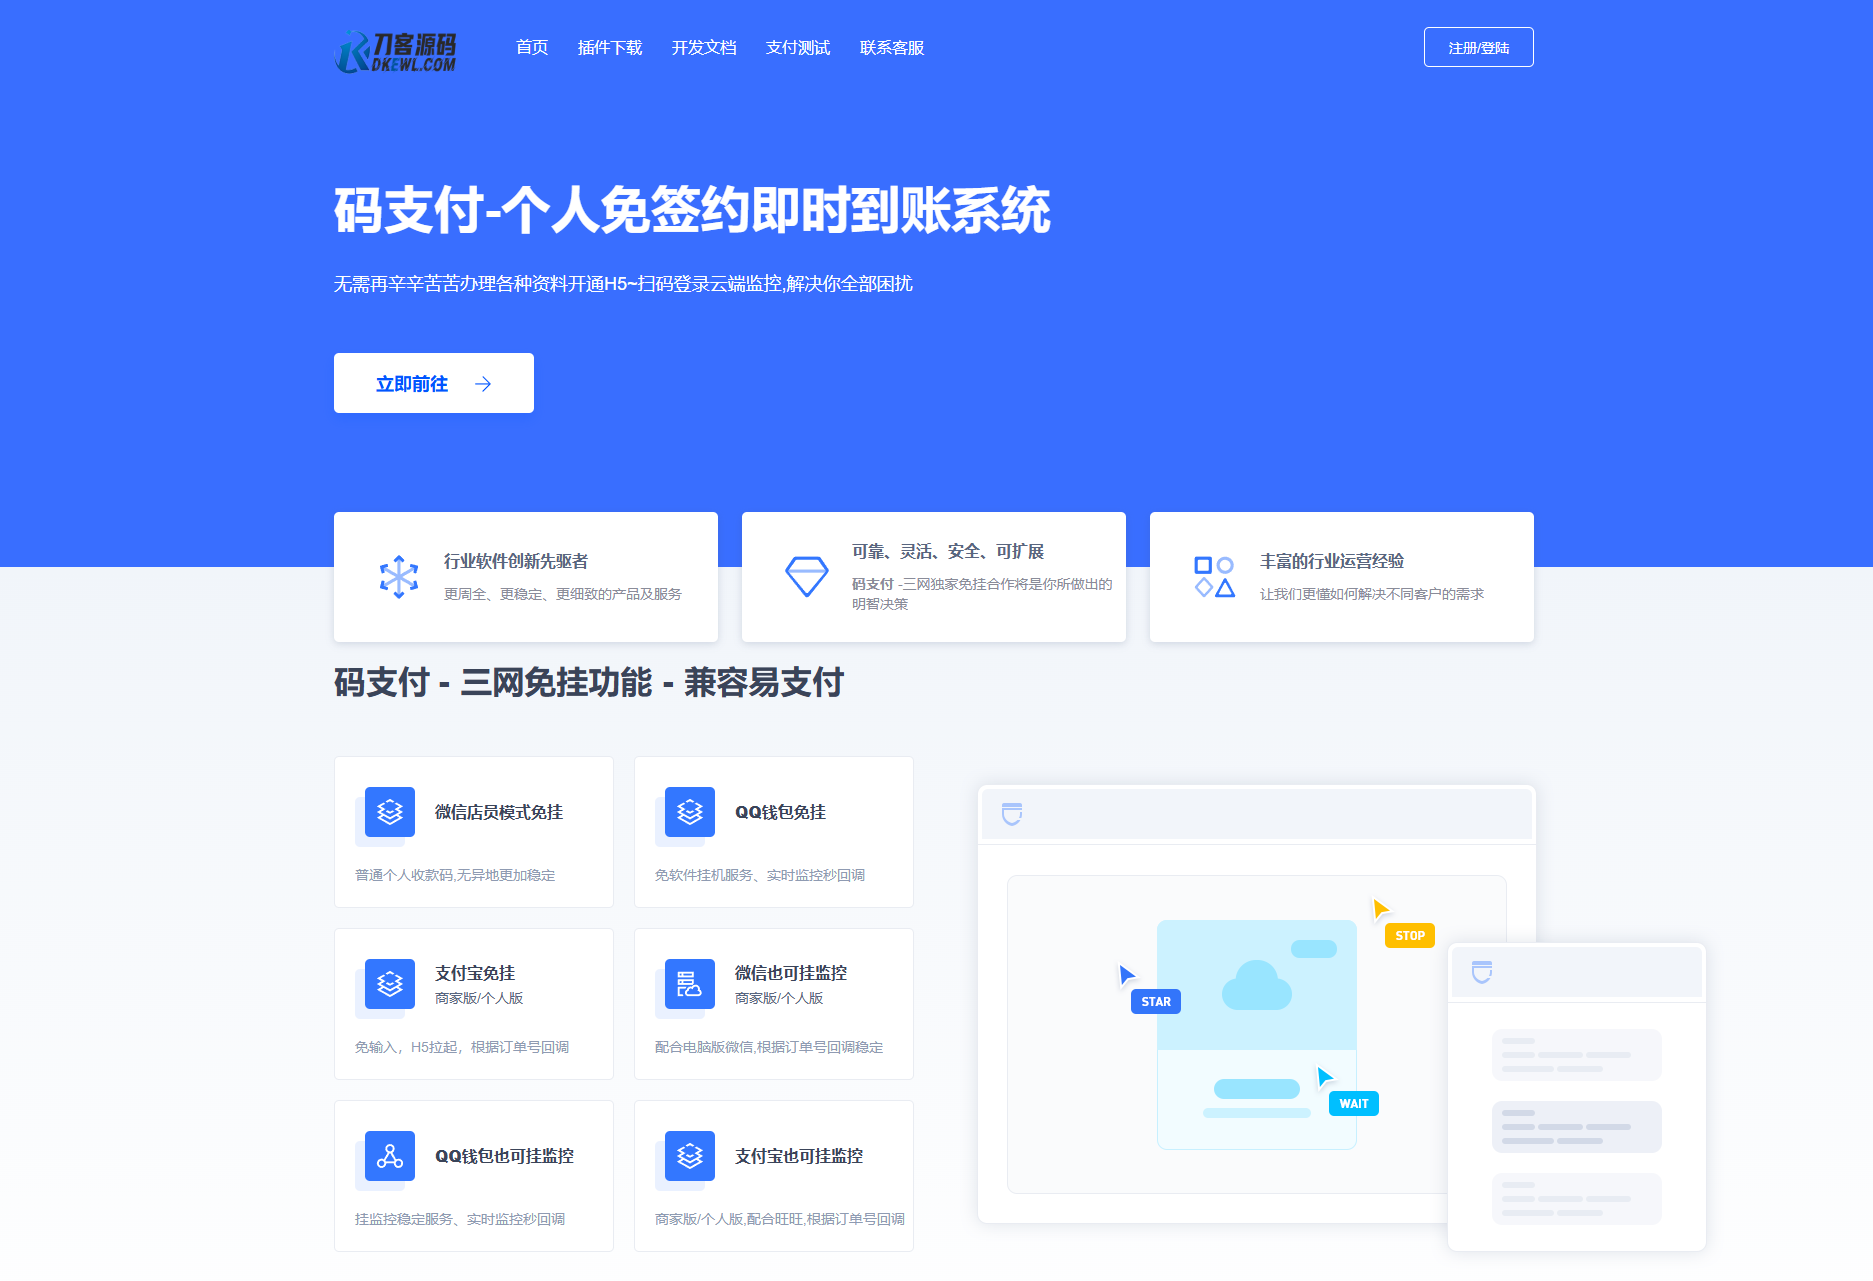 刀客源码
DKEWL.COM
首页 插件下载 开发文档 支付测试 联系客服
注册/登陆
码支付-个人免签约即时到账系统
无需再辛辛苦苦办理各种资料开通H5~扫码登录云端监控,解决你全部困扰
立即前往
行业软件创新先驱者
更周全、更稳定、更细致的产品及服务
可靠、灵活、安全、可扩展
码支付 -三网独家免挂合作将是你所做出的
明智决策
丰富的行业运营经验
让我们更懂如何解决不同客户的需求
码支付 - 三网免挂功能 - 兼容易支付
微信店员模式免挂
普通个人收款码,无异地更加稳定
QQ钱包免挂
免软件挂机服务、实时监控秒回调
支付宝免挂
商家版/个人版
免输入，H5拉起，根据订单号回调
微信也可挂监控
商家版/个人版
配合电脑版微信,根据订单号回调稳定
QQ钱包也可挂监控
挂监控稳定服务、实时监控秒回调
支付宝也可挂监控
商家版/个人版,配合旺旺,根据订单号回调
STOP
STAR
WAIT